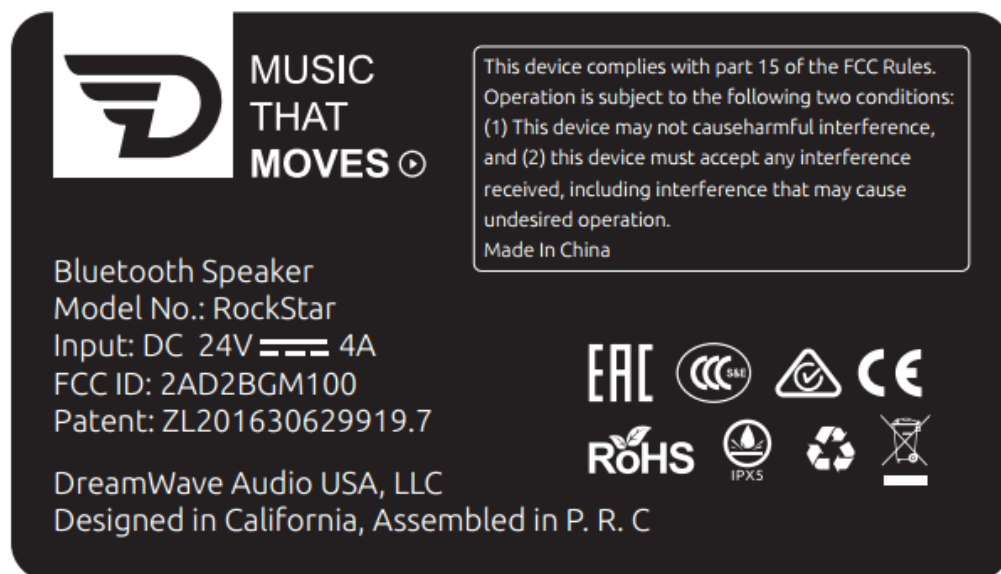 MUSIC
THAT
MOVES
This device complies with part 15 of the FCC Rules.
Operation is subject to the following two conditions:
(1) This device may not causeharmful interference,
and (2) this device must accept any interference
received, including interference that may cause
undesired operation.
Made In China
Bluetooth Speaker
Model No.: RockStar
Input: DC 24V 4A
FCC ID: 2AD2BGM100
Patent: ZL201630629919.7
DreamWave Audio USA, LLC
Designed in California, Assembled in P. R. C
EAC CCC S&E CE
RoHS IPX5